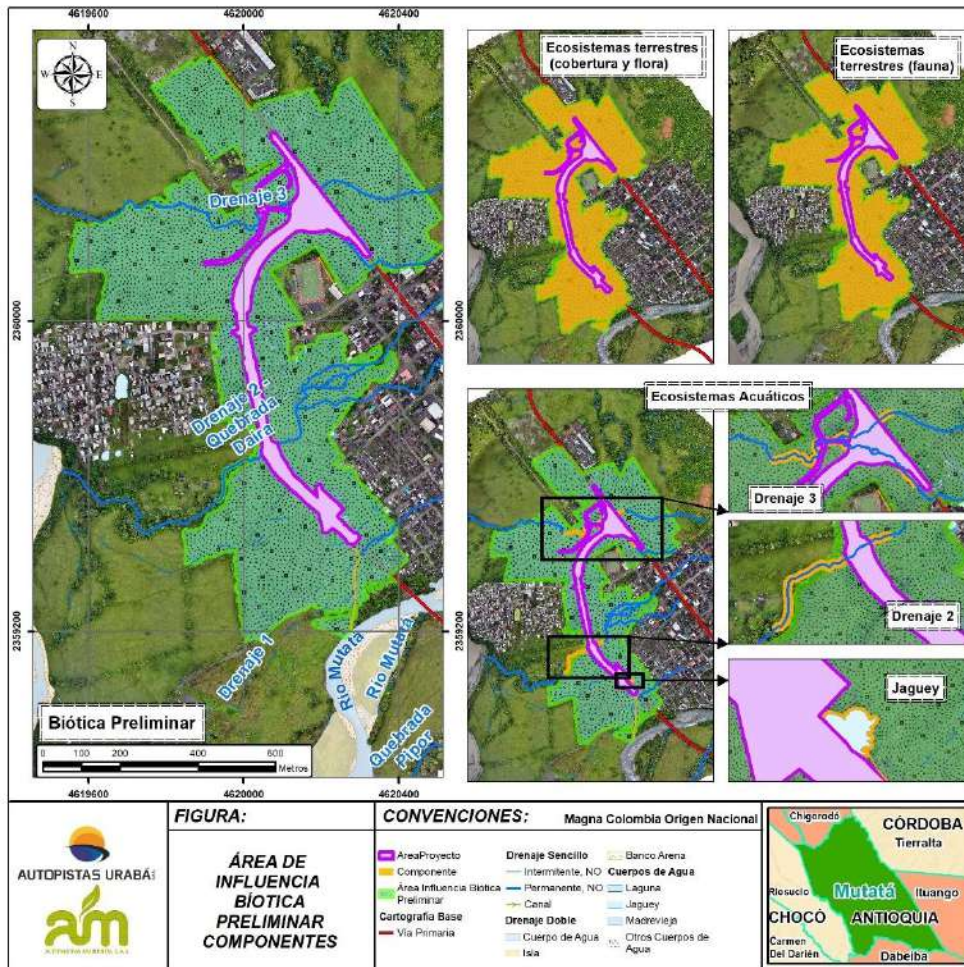 4619600
4620000
4620400
N
W
E
S
Drenaje 3
2360000
2360000
Drenaje 2 -
Quebrada
Daira
2359200
2359200
Drenaje 1
Río Mutatá
Río Mutatá
Quebrada
Pipor
Biótica Preliminar
0 100 200 400 600
Metros
4619600
4620000
4620400
Ecosistemas terrestres
(cobertura y flora)
Ecosistemas
terrestres (fauna)
Ecosistemas Acuáticos
Drenaje 3
Drenaje 2
Jaguey
AUTOPISTAS URABÁ
am
FIGURA:
ÁREA DE
INFLUENCIA
BÍOTICA
PRELIMINAR
COMPONENTES
CONVENCIONES:
Magna Colombia Origen Nacional
AreaProyecto
Componente
Área Influencia Biótica
Preliminar
Cartografía Base
Vía Primaria
Drenaje Sencillo
Intermitente, NO
Permanente, NO
Canal
Drenaje Doble
Cuerpo de Agua
Isla
Banco Arena
Cuerpos de Agua
Laguna
Jaguey
Madrevieja
Otros Cuerpos de
Agua
Chigorodó
CÓRDOBA
Tierralta
Riosucio
Mutatá
Ituango
CHOCÓ
ANTIOQUIA
Carmen
Del Darién
Dabeiba